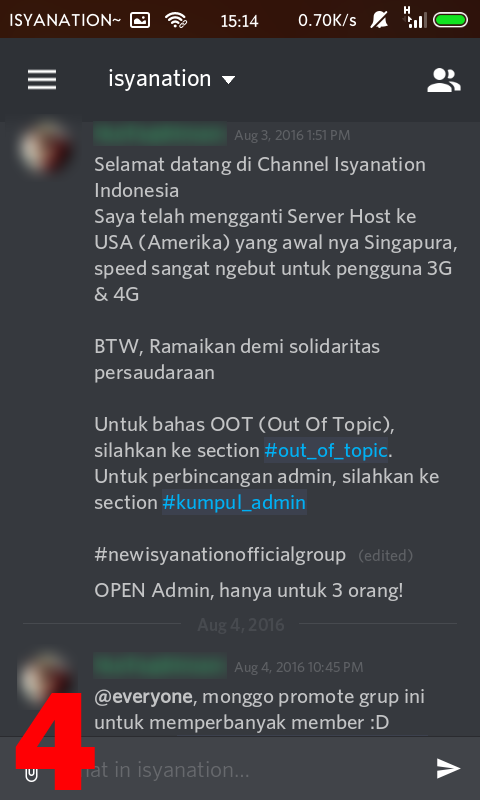 ISYANATION~ 15:14 0.70K/s H
isyanation
Aug 3, 2016 1:51 PM
Selamat datang di Channel Isyanation
Indonesia
Saya telah mengganti Server Host ke
USA (Amerika) yang awal nya Singapura,
speed sangat ngebut untuk pengguna 3G
& 4G
BTW, Ramaikan demi solidaritas
persaudaraan
Untuk bahas OOT (Out Of Topic),
silahkan ke section #out_of_topic.
Untuk perbincangan admin, silahkan ke
section #kumpul_admin
#newisyanationofficialgroup (edited)
OPEN Admin, hanya untuk 3 orang!
Aug 4, 2016
Aug 4, 2016 10:45 PM
@everyone, monggo promote grup ini
untuk memperbanyak member :D
4
in isyanation...